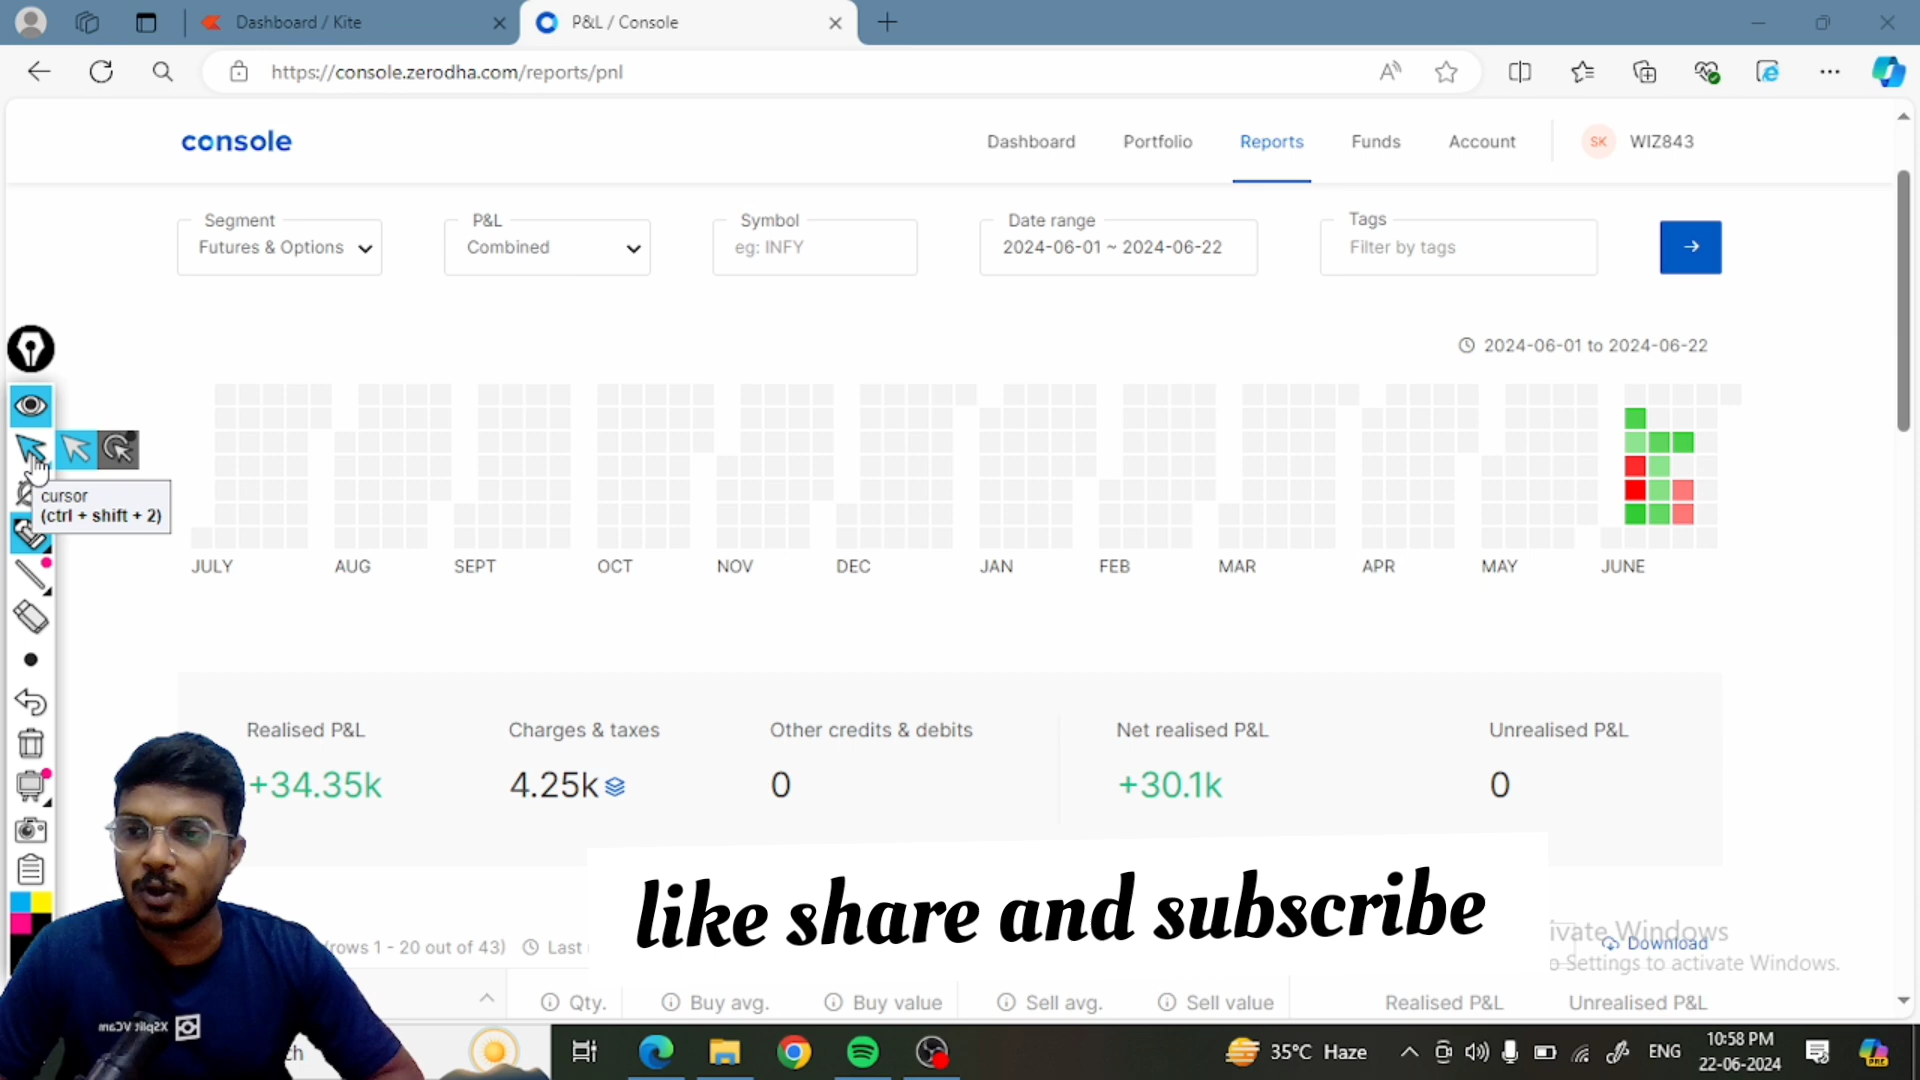 Dashboard / Kite
P&L / Console
https://console.zerodha.com/reports/pnl
console
Dashboard
Portfolio
Reports
Funds
Account
SK
WIZ843
Segment
Futures & Options
P&L
Combined
Symbol
eg: INFY
Date range
2024-06-01 ~ 2024-06-22
Tags
Filter by tags
2024-06-01 to 2024-06-22
cursor
(ctrl + shift + 2)
JULY AUG SEPT OCT NOV DEC JAN FEB MAR APR MAY JUNE
Realised P&L
+34.35k
Charges & taxes
4.25k
Other credits & debits
0
Net realised P&L
+30.1k
Unrealised P&L
0
like share and subscribe
(rows 1 - 20 out of 43) Last
Download
Settings to activate Windows.
Qty. Buy avg. Buy value Sell avg. Sell value Realised P&L Unrealised P&L
XSplit VCam
35°C Haze
ENG
10:58 PM
22-06-2024